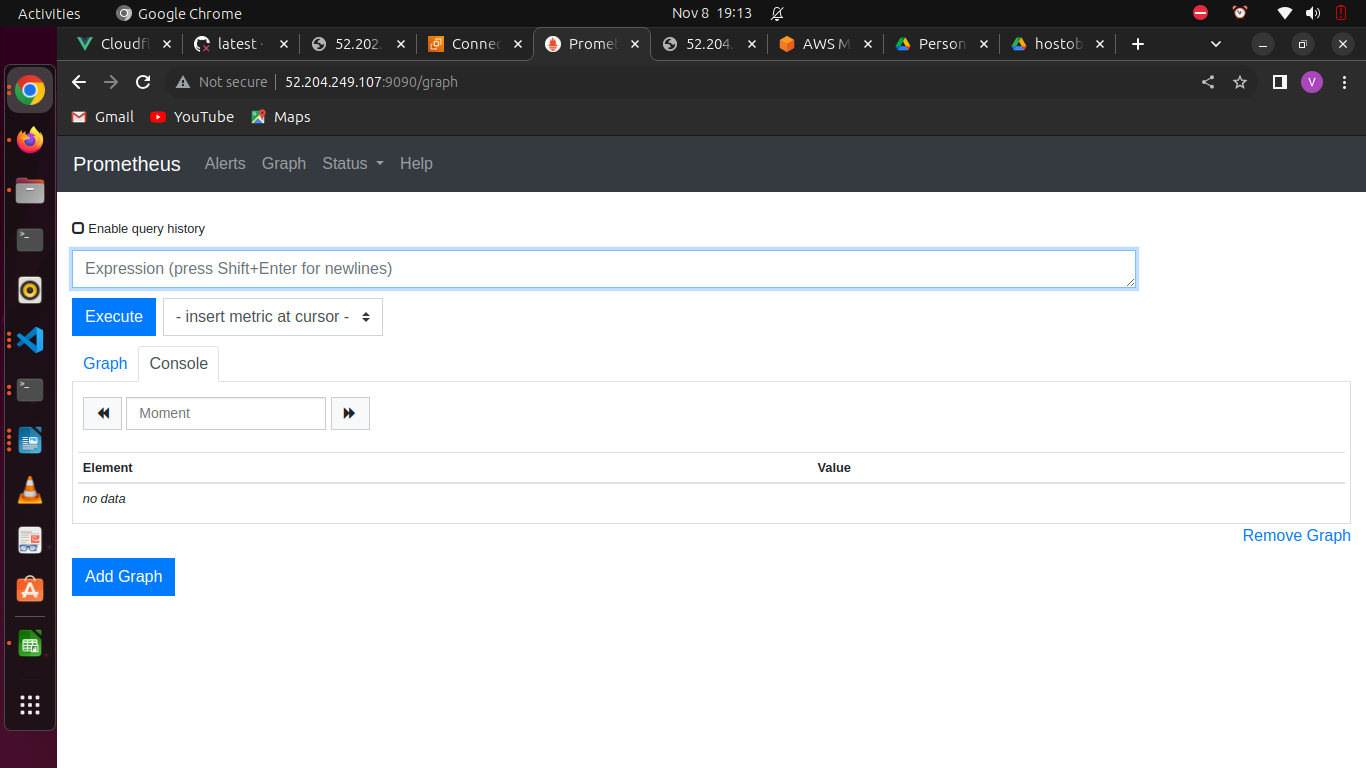 Activities Google Chrome Nov 8 19:13
Cloudfl latest · 52.202. Connec Promet 52.204. AWS M Person hostob
Not secure 52.204.249.107:9090/graph V
Gmail YouTube Maps
Prometheus Alerts Graph Status Help
Enable query history
Expression (press Shift+Enter for newlines)
Execute - insert metric at cursor -
Graph Console
Moment
Element Value
no data
Remove Graph
Add Graph